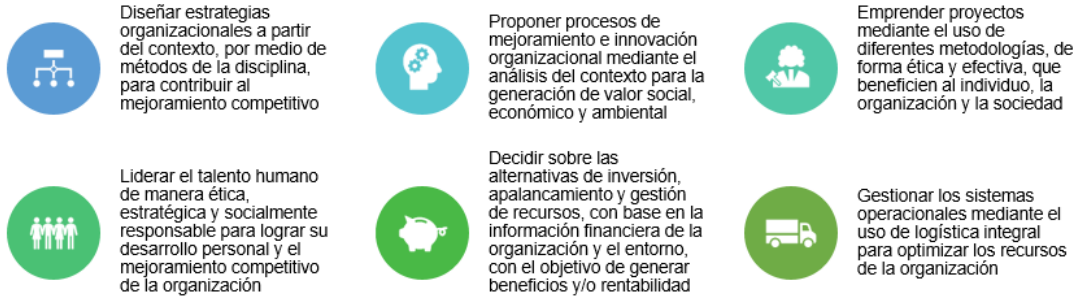 Diseñar estrategias
organizacionales a partir
del contexto, por medio de
métodos de la disciplina,
para contribuir al
mejoramiento competitivo
Proponer procesos de
mejoramiento e innovación
organizacional mediante el
análisis del contexto para la
generación de valor social,
económico y ambiental
Emprender proyectos
mediante el uso de
diferentes metodologías, de
forma ética y efectiva, que
beneficien al individuo, la
organización y la sociedad
Liderar el talento humano
de manera ética,
estratégica y socialmente
responsable para lograr su
desarrollo personal y el
mejoramiento competitivo
de la organización
Decidir sobre las
alternativas de inversión,
apalancamiento y gestión
de recursos, con base en la
información financiera de la
organización y el entorno,
con el objetivo de generar
beneficios y/o rentabilidad
Gestionar los sistemas
operacionales mediante el
uso de logística integral
para optimizar los recursos
de la organización